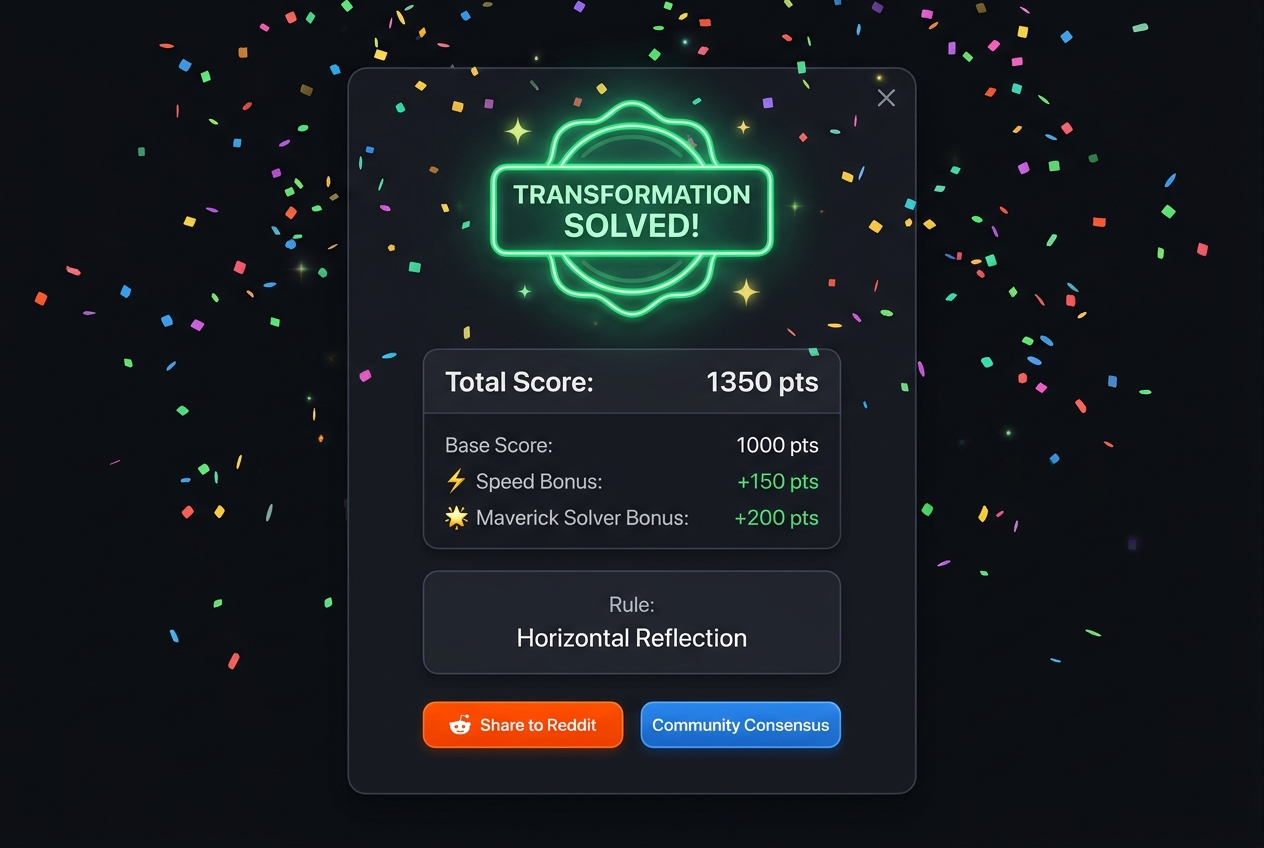 TRANSFORMATION
SOLVED!
Total Score: 1350 pts
Base Score: 1000 pts
⚡ Speed Bonus: +150 pts
🌟 Maverick Solver Bonus: +200 pts
Rule:
Horizontal Reflection
Share to Reddit
Community Consensus